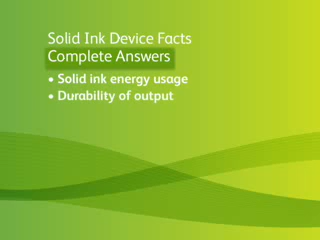 Solid Ink Device Facts
Complete Answers
• Solid ink energy usage
• Durability of output